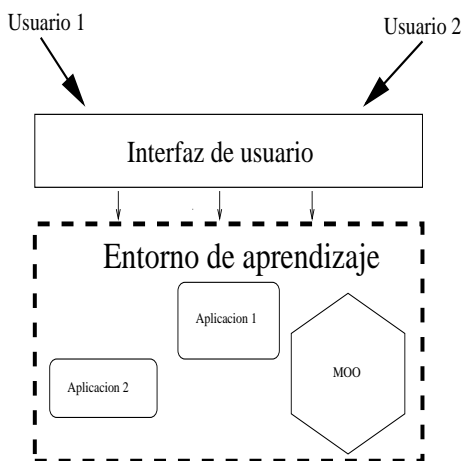 Usuario 1
Usuario 2
Interfaz de usuario
Entorno de aprendizaje
Aplicacion 1
MOO
Aplicacion 2